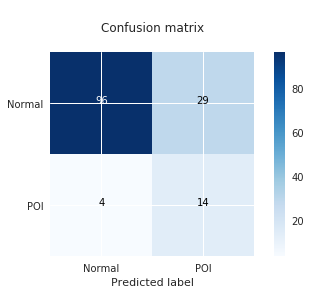 Confusion matrix
Normal 96 29
POI 4 14
Normal POI
Predicted label
80
60
40
20